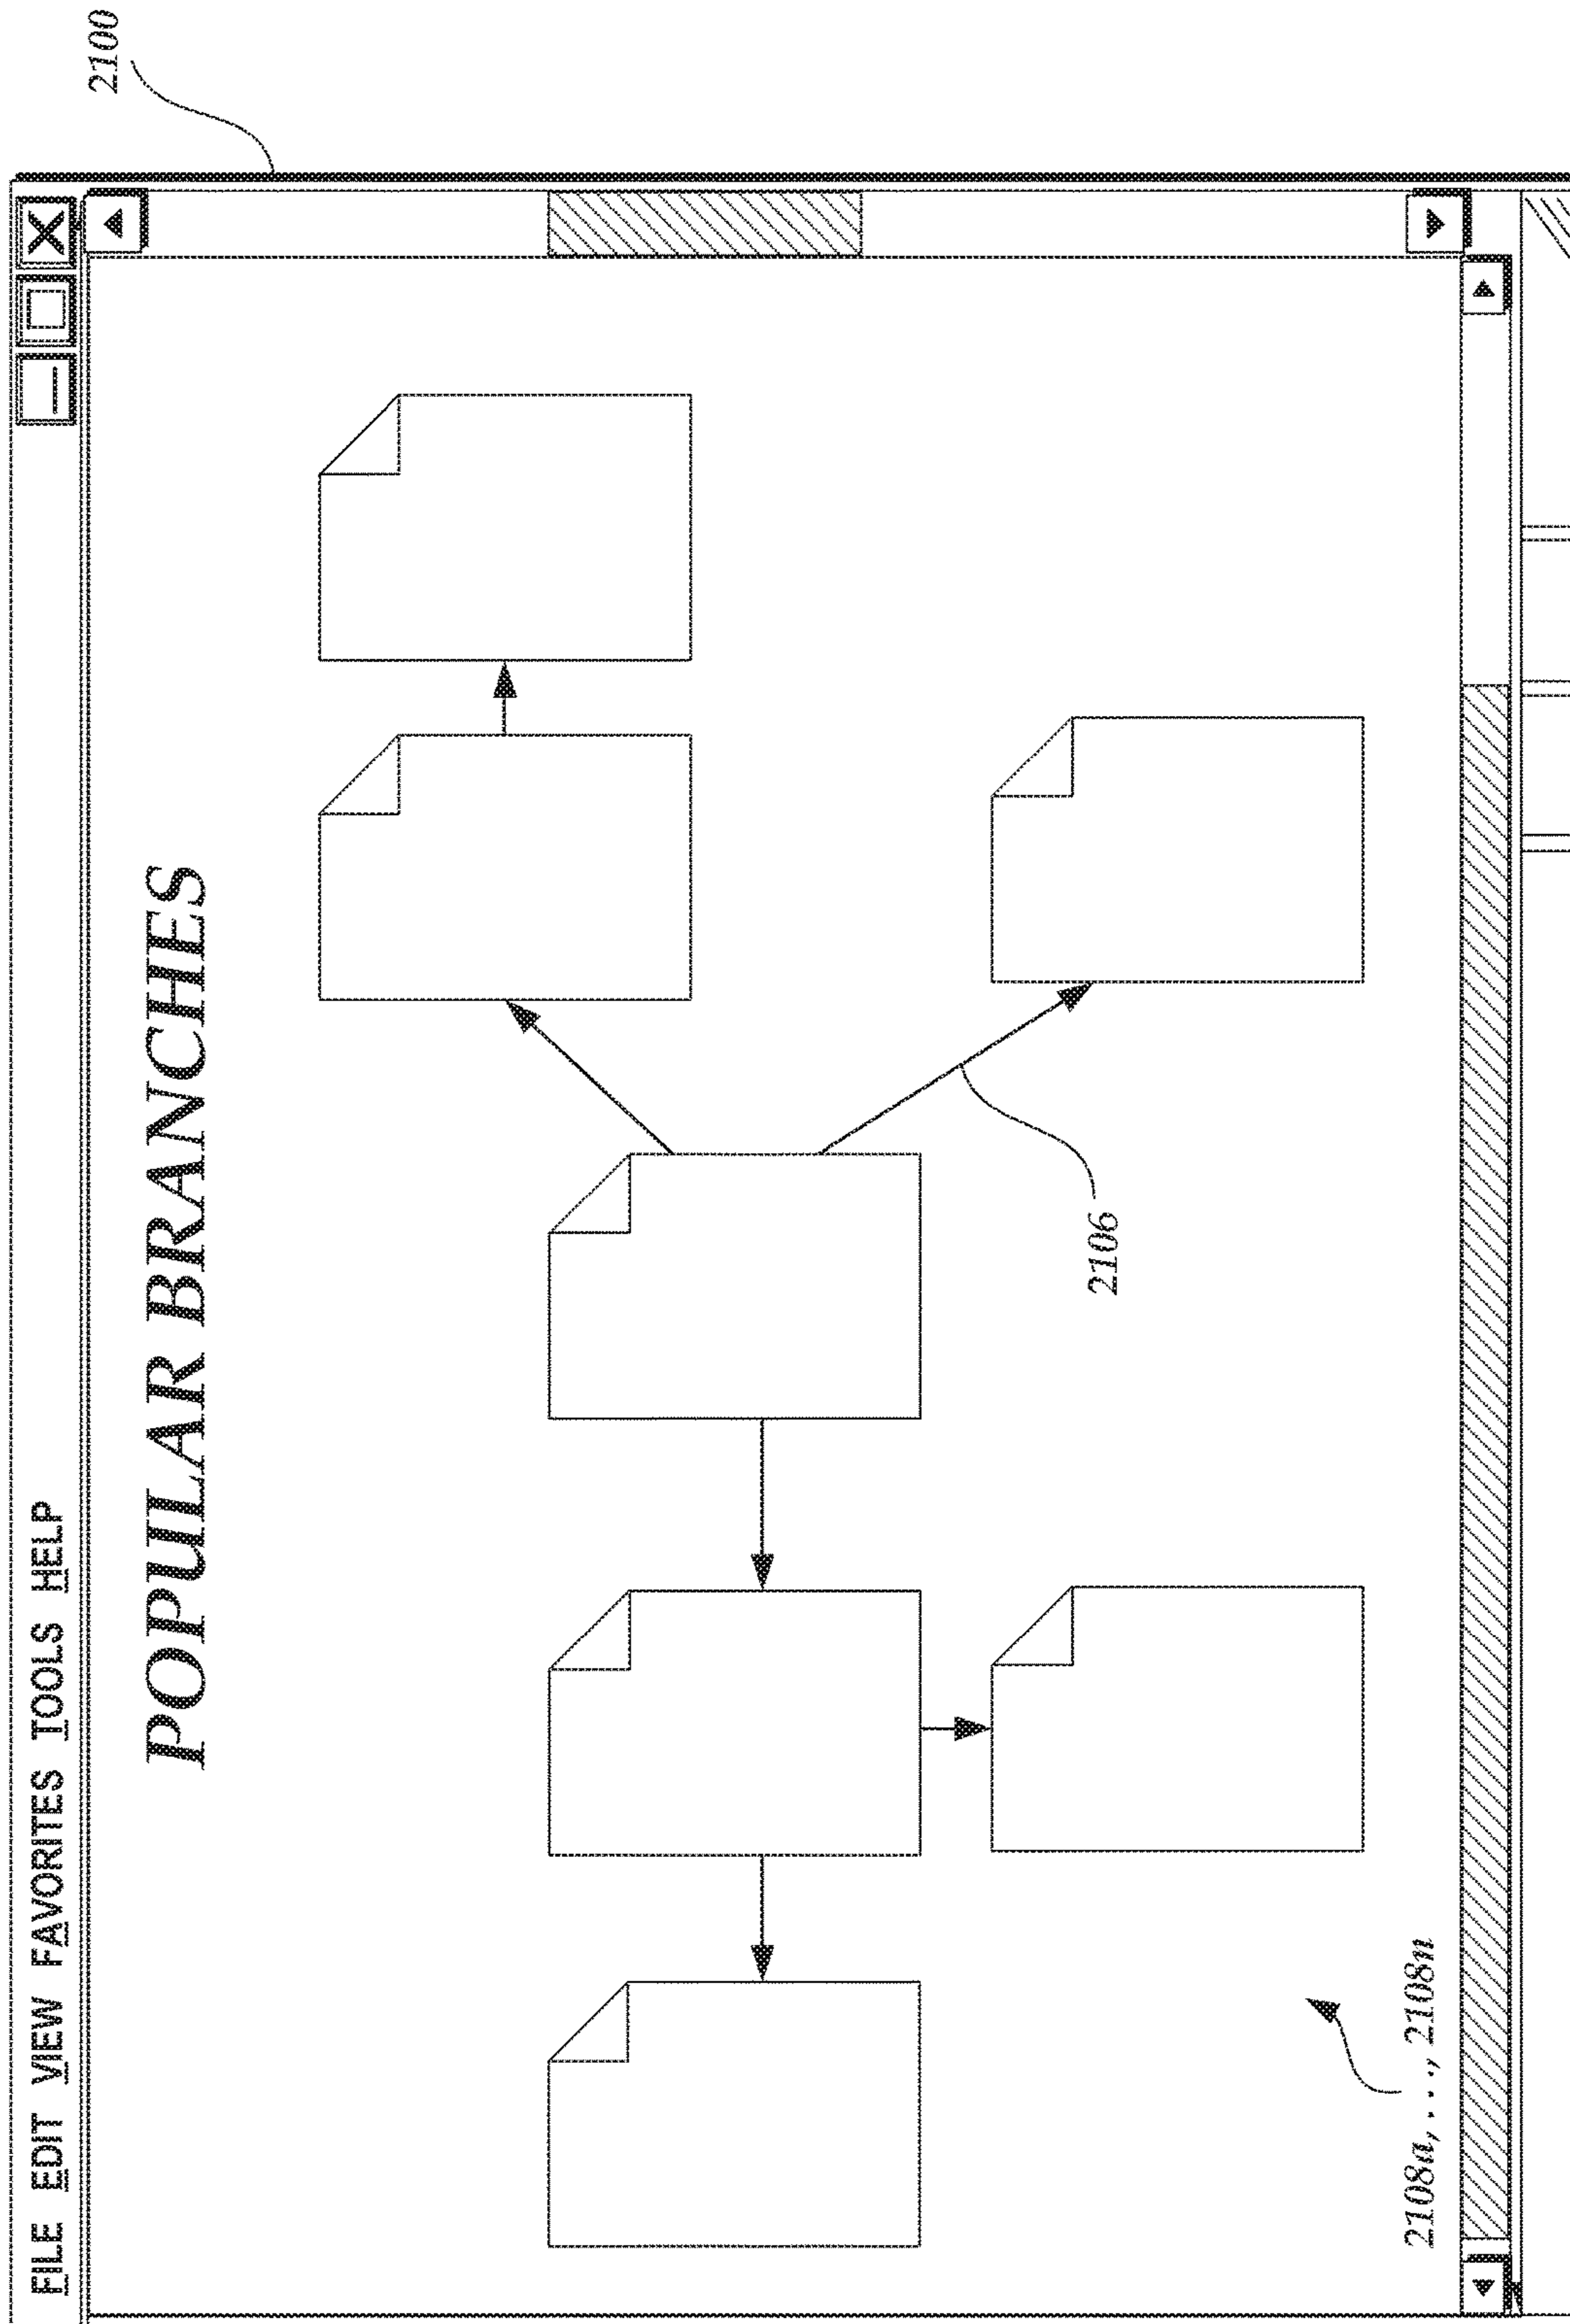 2100
FILE EDIT VIEW FAVORITES TOOLS HELP
POPULAR BRANCHES
2106
2108a, . . ., 2108n